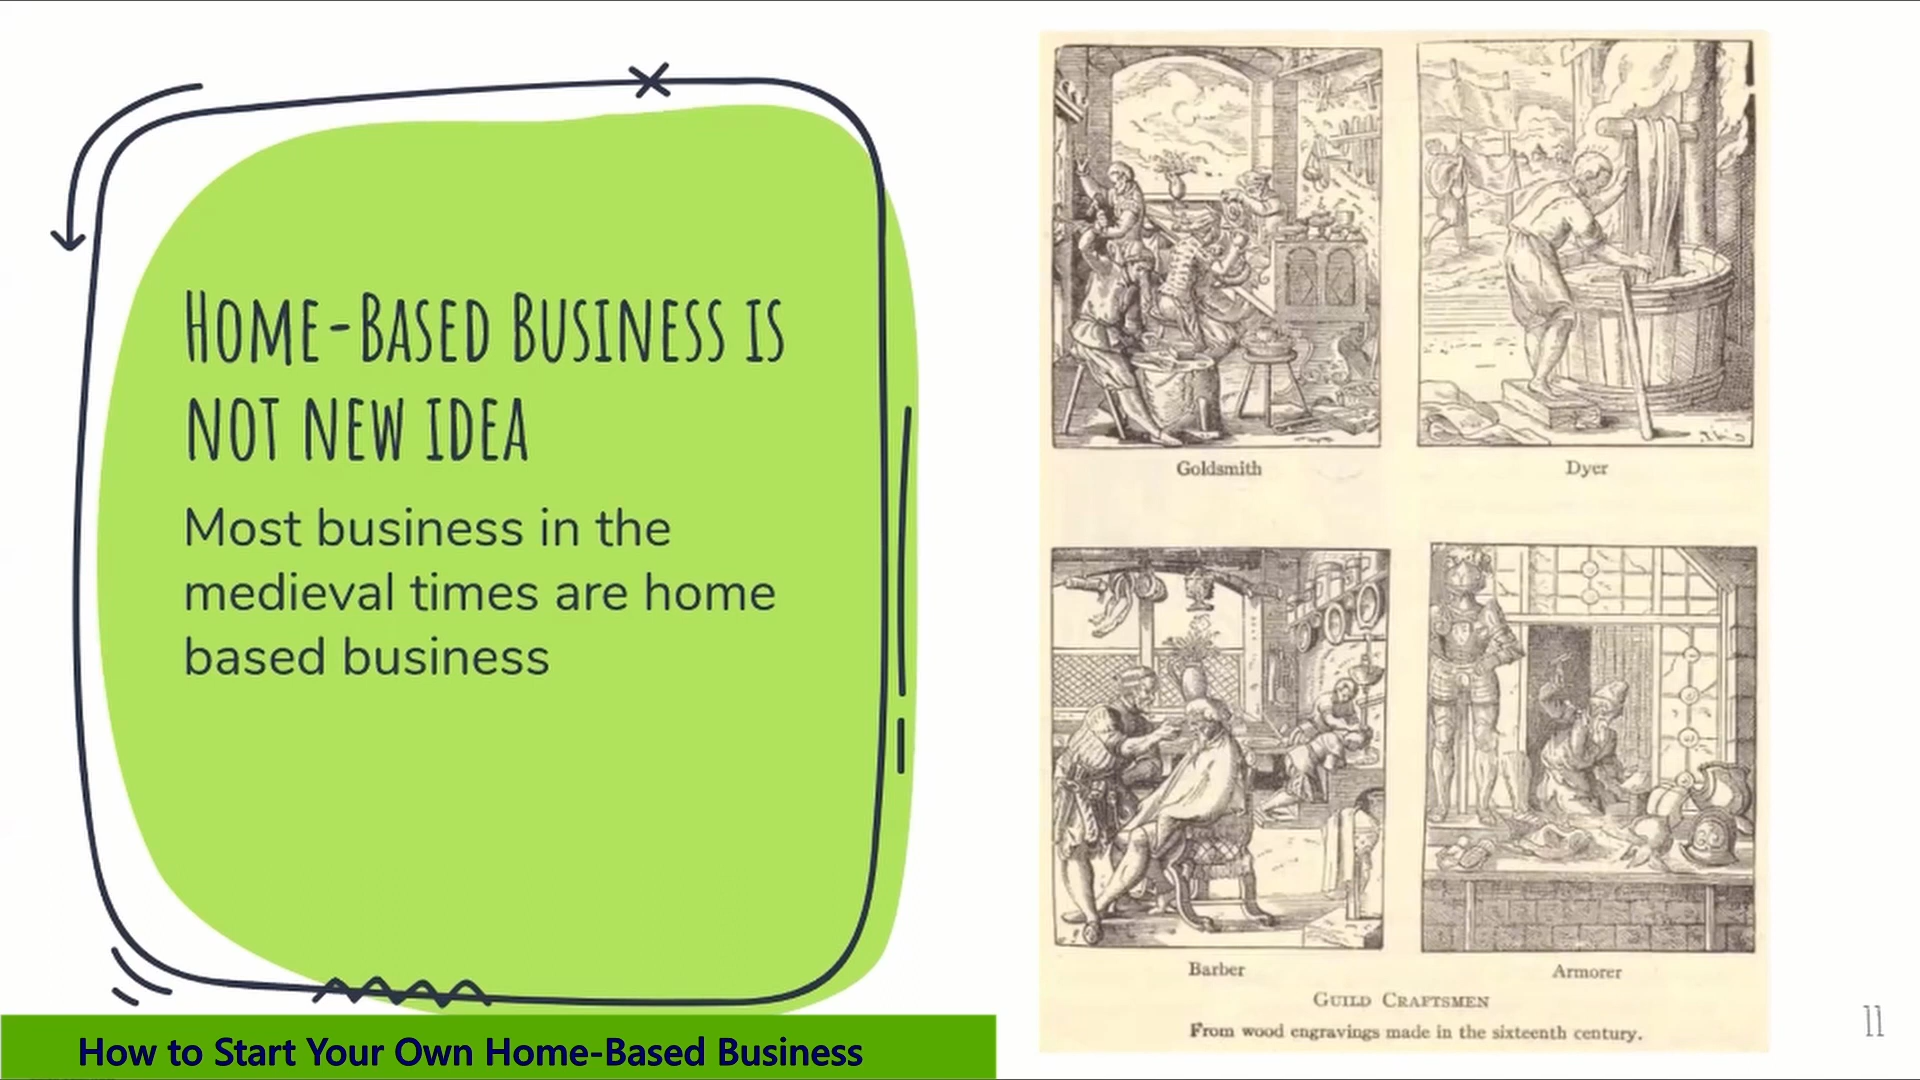 Home-Based Business is
not new idea
Most business in the
medieval times are home
based business
Goldsmith
Dyer
Barber
Armorer
Guild Craftsmen
From wood engravings made in the sixteenth century.
11
How to Start Your Own Home-Based Business